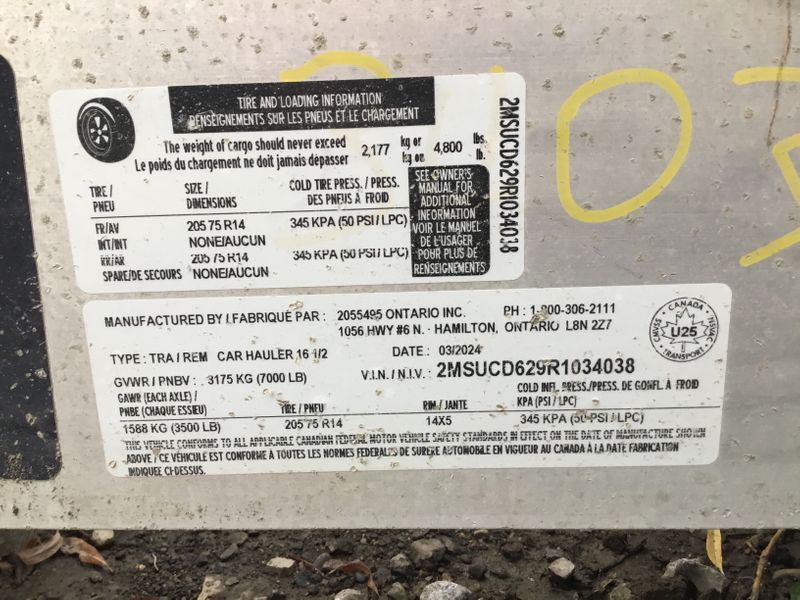 TIRE AND LOADING INFORMATION
RENSEIGNEMENTS SUR LES PNEUS ET LE CHARGEMENT
The weight of cargo should never exceed 2,177 kg or 4,800 lbs.
Le poids du chargement ne doit jamais dépasser kg ou lb.
TIRE / SIZE / COLD TIRE PRESS. / PRESS.
PNEU DIMENSIONS DES PNEUS À FROID
FR/AV 205 75 R14 345 KPA (50 PSI / LPC)
INT/INT NONE/AUCUN
RR/AR 205 75 R14 345 KPA (50 PSI / LPC)
SPARE/DE SECOURS NONE/AUCUN
SEE OWNER'S
MANUAL FOR
ADDITIONAL
INFORMATION
VOIR LE MANUEL
DE L'USAGER
POUR PLUS DE
RENSEIGNEMENTS
2MSUCD629R1034038
MANUFACTURED BY / FABRIQUÉ PAR : 2055495 ONTARIO INC. PH : 1-800-306-2111
1056 HWY #6 N. - HAMILTON, ONTARIO L8N 2Z7
TYPE : TRA / REM CAR HAULER 16 1/2 DATE : 03/2024
GVWR / PNBV : 3175 KG (7000 LB) V.I.N. / N.I.V. : 2MSUCD629R1034038
GAWR (EACH AXLE) / COLD INFL. PRESS./PRESS. DE GONFL. À FROID
PNBE (CHAQUE ESSIEU) TIRE / PNEU RIM / JANTE KPA (PSI / LPC)
1588 KG (3500 LB) 205 75 R14 14X5 345 KPA (50 PSI / LPC)
THIS VEHICLE CONFORMS TO ALL APPLICABLE CANADIAN FEDERAL MOTOR VEHICLE SAFETY STANDARDS IN EFFECT ON THE DATE OF MANUFACTURE SHOWN
ABOVE / CE VÉHICULE EST CONFORME À TOUTES LES NORMES FEDERALES DE SURETE AUTOMOBILE EN VIGUEUR AU CANADA À LA DATE FABRICATION
INDIQUEE CI-DESSUS.
CANADA
CMVSS U25 NSVAC
TRANSPORT